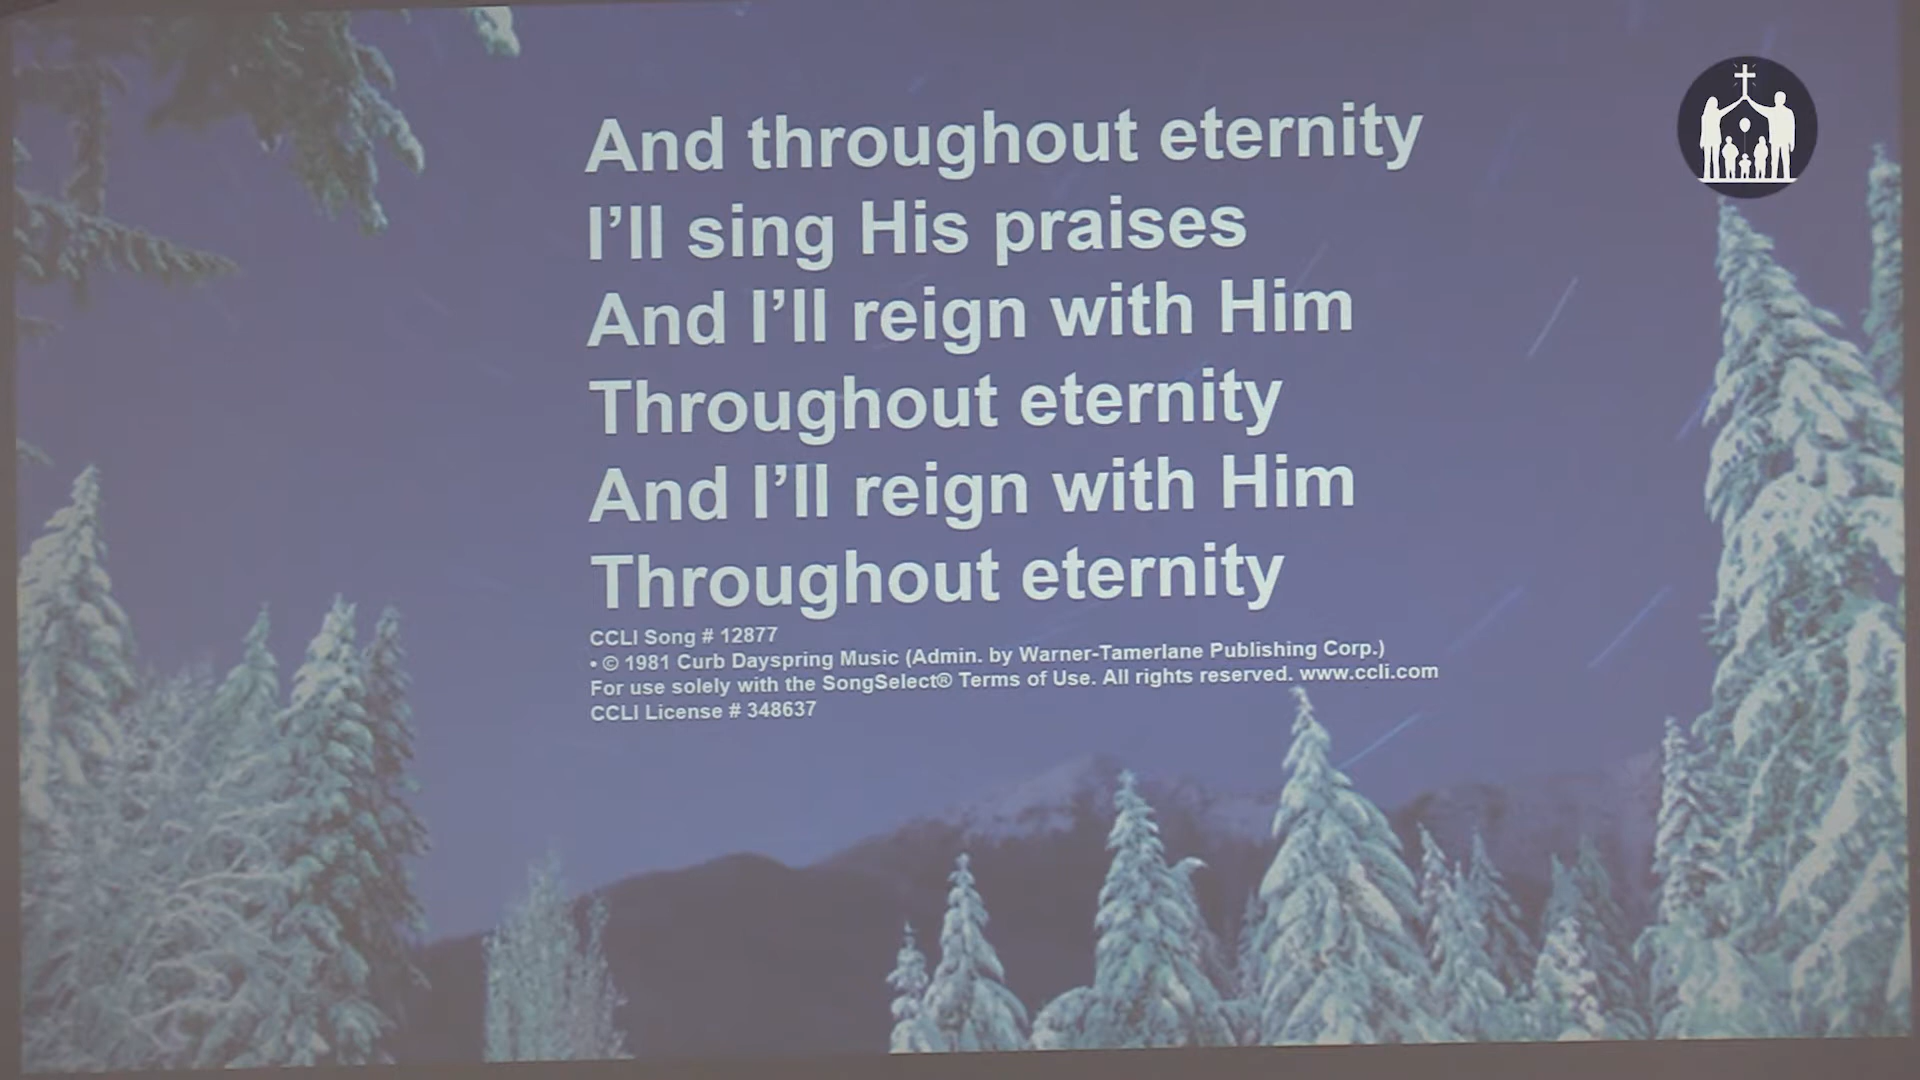 And throughout eternity
I’ll sing His praises
And I’ll reign with Him
Throughout eternity
And I’ll reign with Him
Throughout eternity
CCLI Song # 12877
• © 1981 Curb Dayspring Music (Admin. by Warner-Tamerlane Publishing Corp.)
For use solely with the SongSelect® Terms of Use. All rights reserved. www.ccli.com
CCLI License # 348637